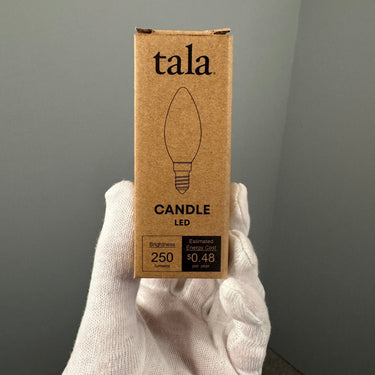 tala
CANDLE
LED
Brightness
250
lumens
Estimated
Energy Cost
$0.48
per year